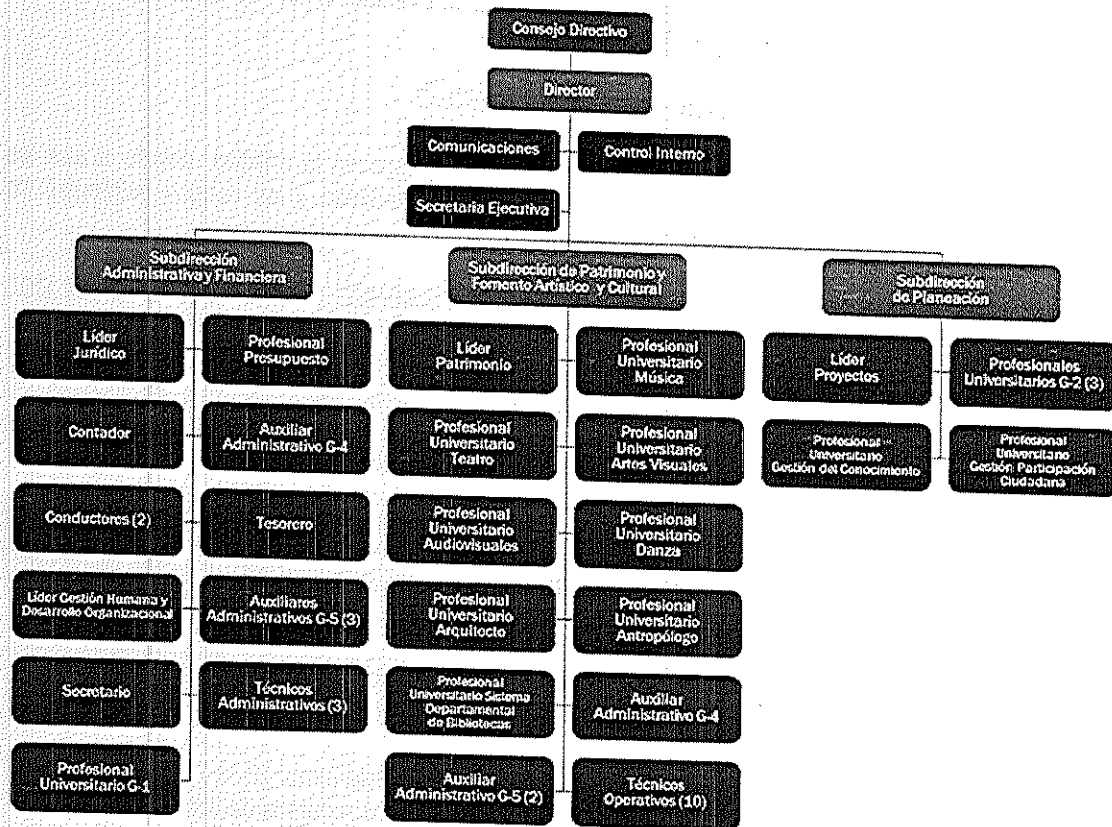 Consejo Directivo
Director
Comunicaciones
Control Interno
Secretaria Ejecutiva
Subdirección
Administrativa y Financiera
Subdirección de Patrimonio y
Fomento Artístico y Cultural
Subdirección
de Planeación
Líder
Jurídico
Profesional
Presupuesto
Contador
Auxiliar
Administrativo G-4
Conductores (2)
Tesorero
Líder Gestión Humana y
Desarrollo Organizacional
Auxiliares
Administrativos G-5 (3)
Secretario
Técnicos
Administrativos (3)
Profesional
Universitario G-1
Líder
Patrimonio
Profesional
Universitario
Música
Profesional
Universitario
Teatro
Profesional
Universitario
Artes Visuales
Profesional
Universitario
Audiovisuales
Profesional
Universitario
Danza
Profesional
Universitario
Arquitecto
Profesional
Universitario
Antropólogo
Profesional
Universitario Sistema
Departamental
de Bibliotecas
Auxiliar
Administrativo G-4
Auxiliar
Administrativo G-5 (2)
Técnicos
Operativos (10)
Líder
Proyectos
Profesionales
Universitarios G-2 (3)
Profesional
Universitario
Gestión del Conocimiento
Profesional
Universitario
Gestión Participación
Ciudadana